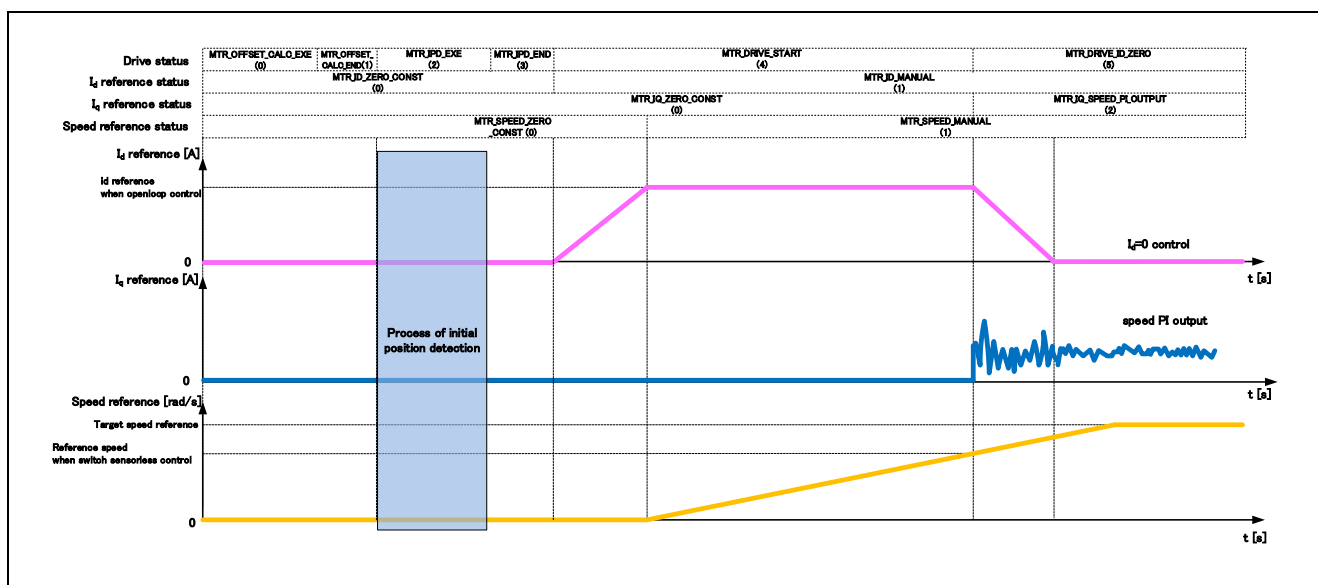 Drive status
MTR_OFFSET_CALC_EXE
(0)
MTR_OFFSET_
CALC_END(1)
MTR_IPD_EXE
(2)
MTR_IPD_END
(3)
MTR_DRIVE_START
(4)
MTR_DRIVE_ID_ZERO
(5)
Id reference status
MTR_ID_ZERO_CONST
(0)
MTR_ID_MANUAL
(1)
Iq reference status
MTR_IQ_ZERO_CONST
(0)
MTR_IQ_SPEED_PI_OUTPUT
(2)
Speed reference status
MTR_SPEED_ZERO
_CONST (0)
MTR_SPEED_MANUAL
(1)
Id reference [A]
Id reference
when openloop control
0
Id=0 control
t [s]
Iq reference [A]
Process of initial
position detection
speed PI output
0
t [s]
Speed reference [rad/s]
Target speed reference
Reference speed
when switch sensorless control
0
t [s]